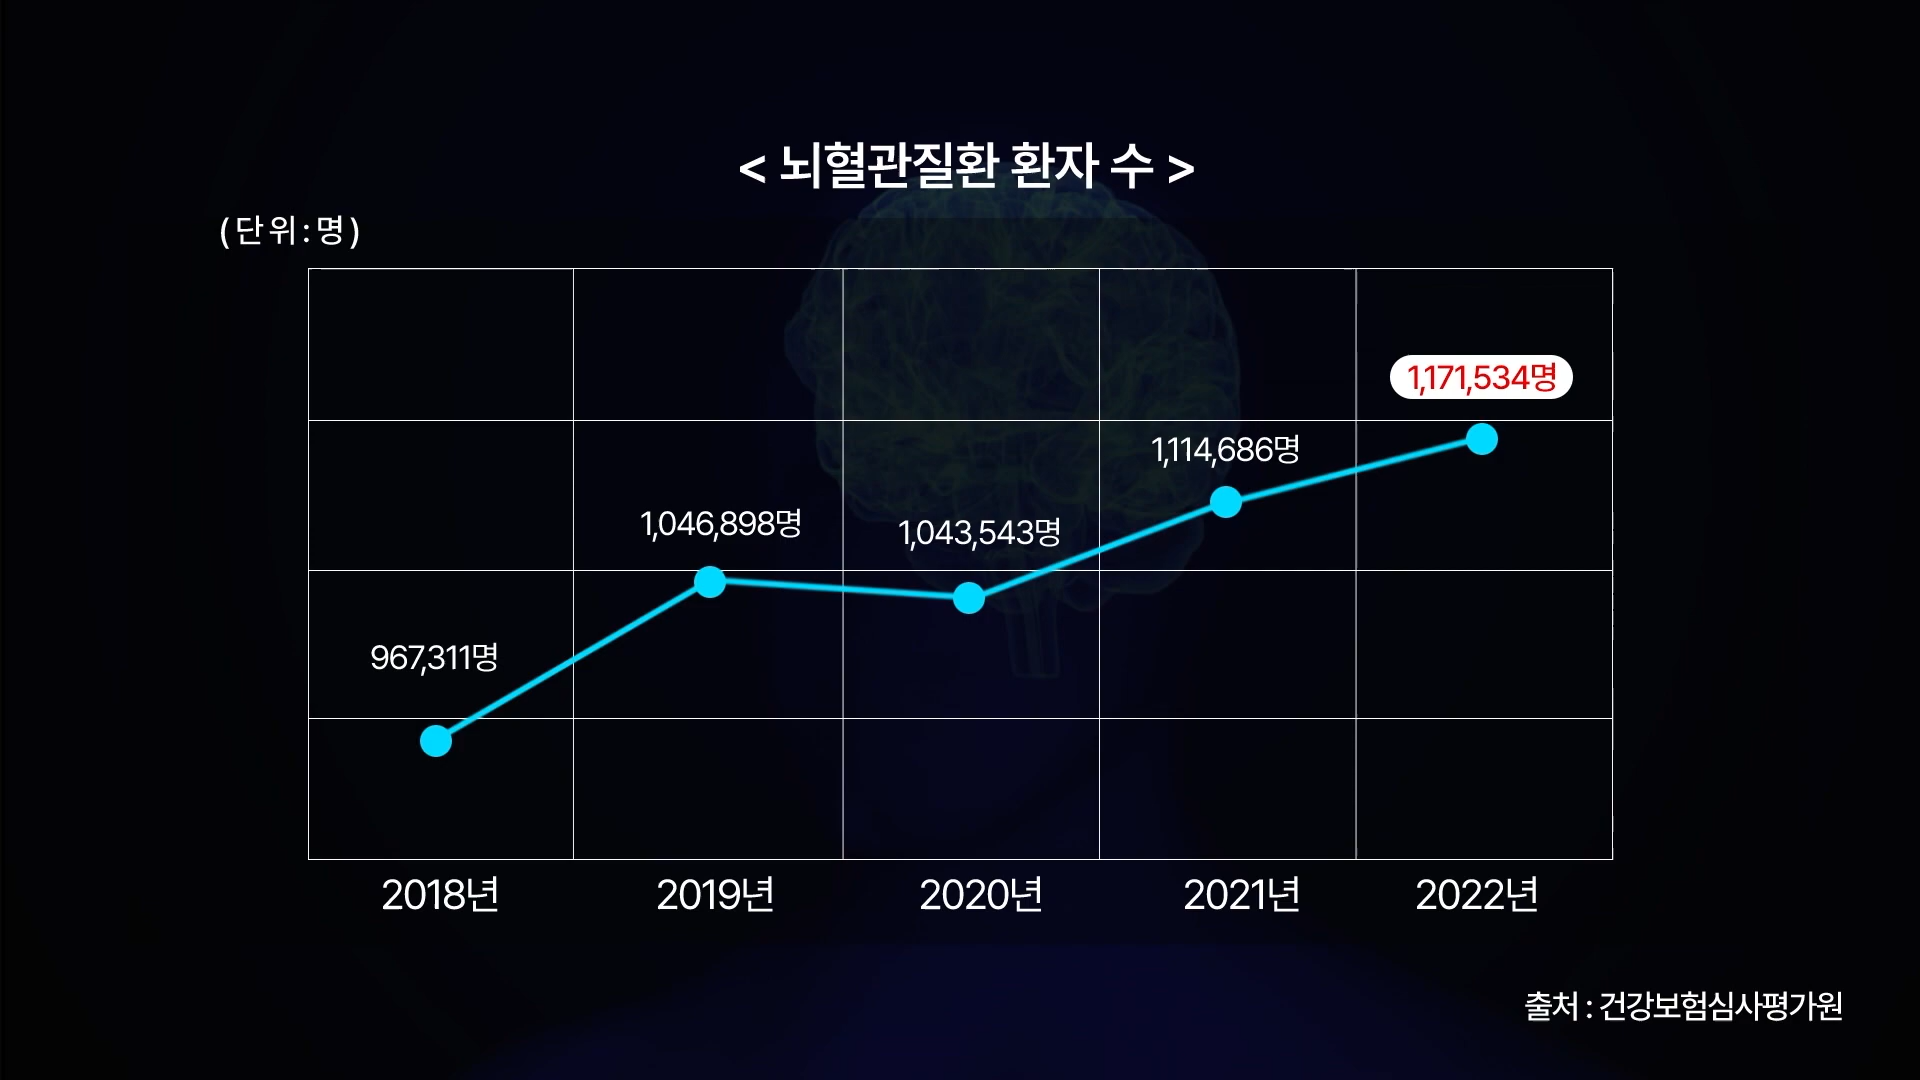 < 뇌혈관질환 환자 수 >
(단위:명)
1,171,534명
1,114,686명
1,046,898명
1,043,543명
967,311명
2018년 2019년 2020년 2021년 2022년
출처 : 건강보험심사평가원